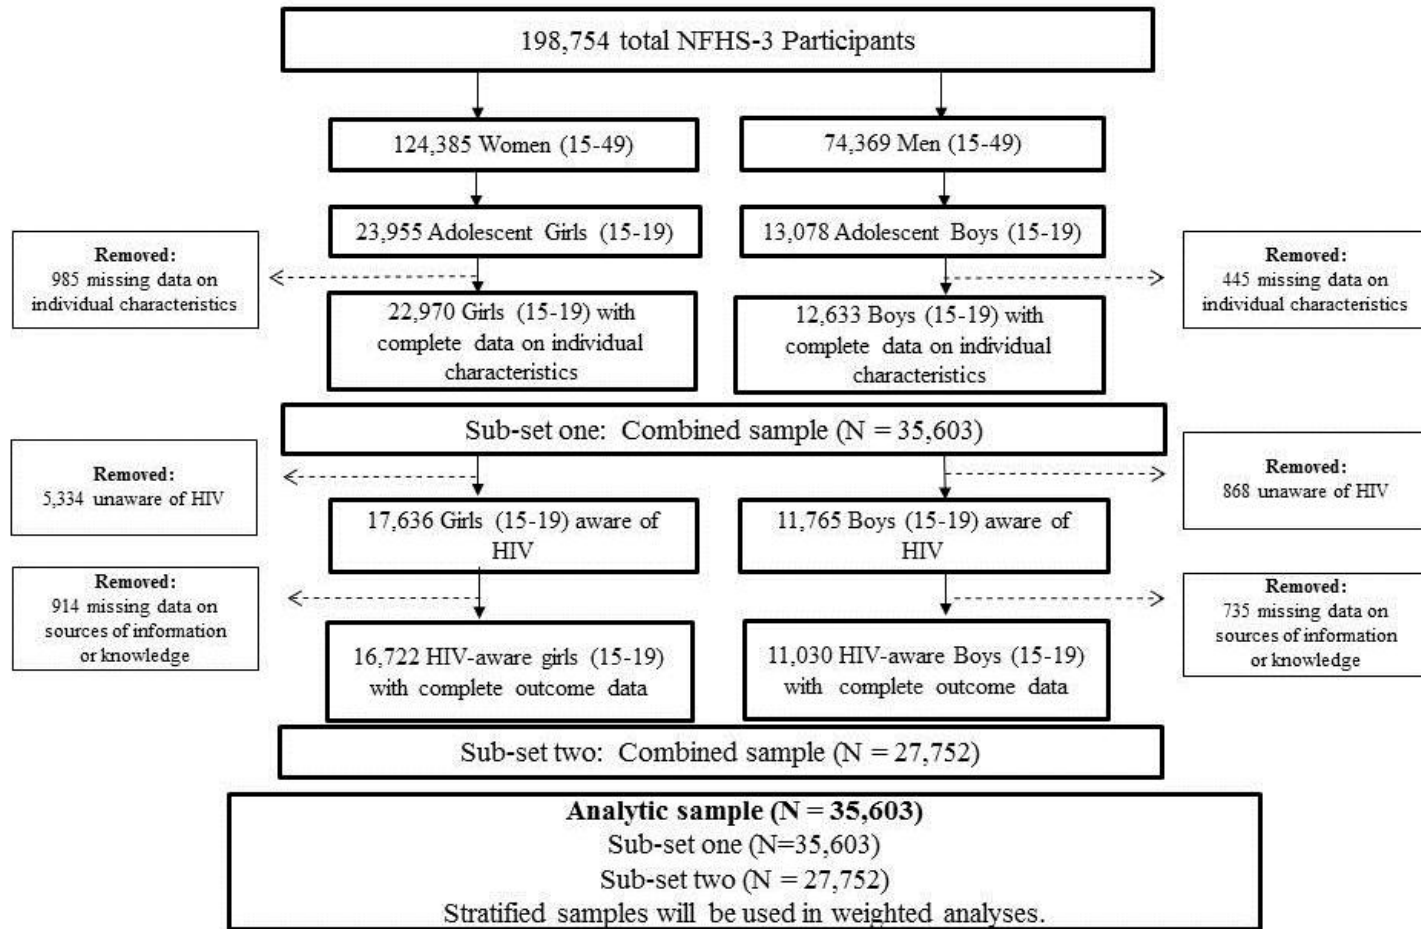 198,754 total NFHS-3 Participants
124,385 Women (15-49)
74,369 Men (15-49)
23,955 Adolescent Girls (15-19)
13,078 Adolescent Boys (15-19)
Removed:
985 missing data on
individual characteristics
Removed:
445 missing data on
individual characteristics
22,970 Girls (15-19) with
complete data on individual
characteristics
12,633 Boys (15-19) with
complete data on individual
characteristics
Sub-set one: Combined sample (N = 35,603)
Removed:
5,334 unaware of HIV
Removed:
868 unaware of HIV
17,636 Girls (15-19) aware of
HIV
11,765 Boys (15-19) aware of
HIV
Removed:
914 missing data on
sources of information
or knowledge
Removed:
735 missing data on
sources of information
or knowledge
16,722 HIV-aware girls (15-19)
with complete outcome data
11,030 HIV-aware Boys (15-19)
with complete outcome data
Sub-set two: Combined sample (N = 27,752)
Analytic sample (N = 35,603)
Sub-set one (N=35,603)
Sub-set two (N = 27,752)
Stratified samples will be used in weighted analyses.